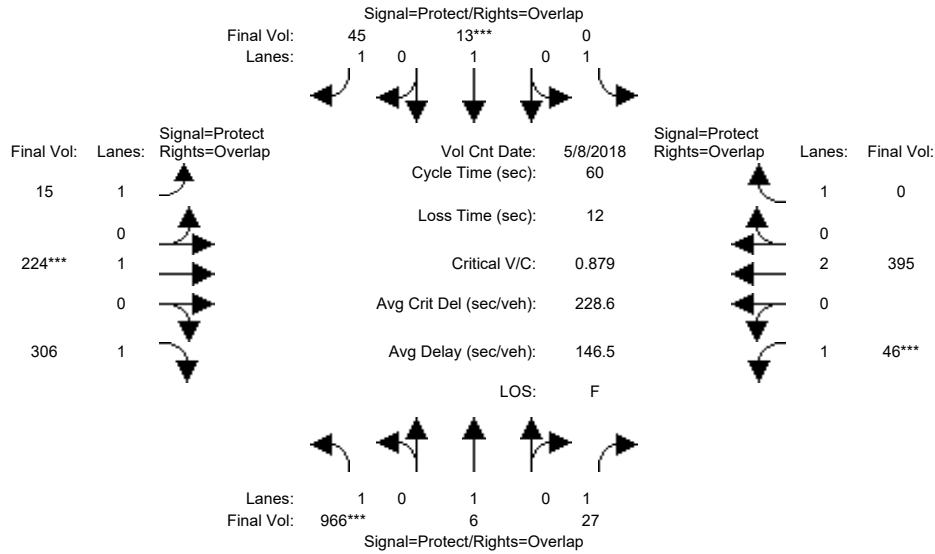 Signal=Protect/Rights=Overlap
Final Vol: 45 13*** 0
Lanes: 1 0 1 0 1
Signal=Protect
Final Vol: Lanes: Rights=Overlap
Vol Cnt Date: 5/8/2018
Signal=Protect
Rights=Overlap Lanes: Final Vol:
Cycle Time (sec): 60
15 1
1 0
Loss Time (sec): 12
0
0
224*** 1
Critical V/C: 0.879
2 395
0
Avg Crit Del (sec/veh): 228.6
0
306 1
Avg Delay (sec/veh): 146.5
1 46***
LOS: F
Lanes: 1 0 1 0 1
Final Vol: 966*** 6 27
Signal=Protect/Rights=Overlap